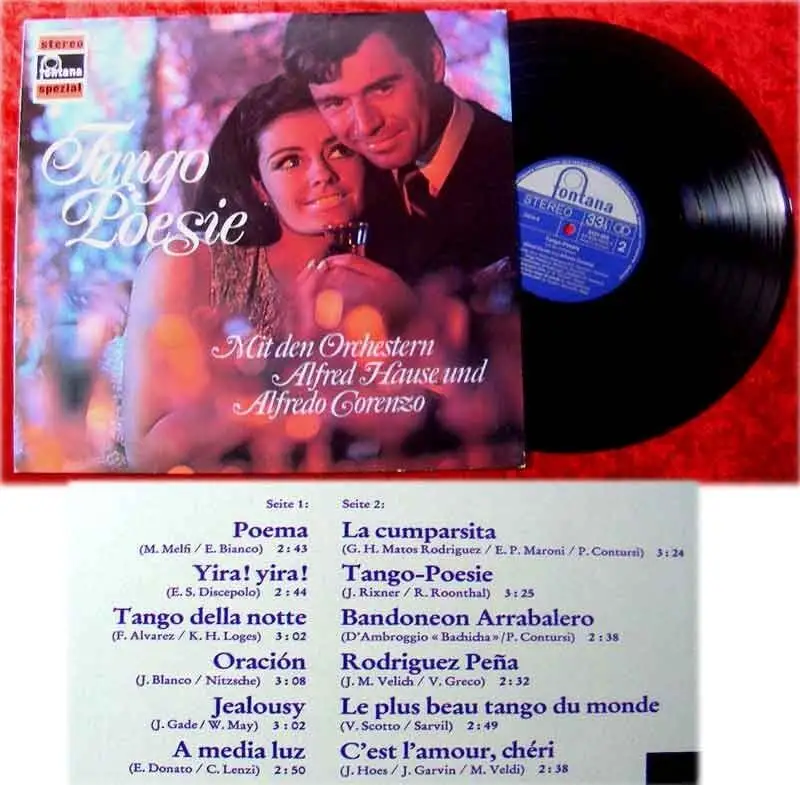 stereo
fontana
spezial
Tango
Poesie
Mit den Orchestern
Alfred Hause und
Alfredo Corenzo
fontana
STEREO
33
2
Tango-Poesie
Seite 1:
Poema
(M. Melfi / E. Bianco) 2:43
Yira! yira!
(E. S. Discepolo) 2:44
Tango della notte
(F. Alvarez / K. H. Loges) 3:02
Oración
(J. Blanco / Nitzsche) 3:08
Jealousy
(J. Gade / W. May) 3:02
A media luz
(E. Donato / C. Lenzi) 2:50
Seite 2:
La cumparsita
(G. H. Matos Rodriguez / E. P. Maroni / P. Contursi) 3:24
Tango-Poesie
(J. Rixner / R. Roonthal) 3:25
Bandoneon Arrabalero
(D'Ambroggio « Bachicha » / P. Contursi) 2:38
Rodriguez Peña
(J. M. Velich / V. Greco) 2:32
Le plus beau tango du monde
(V. Scotto / Sarvil) 2:49
C'est l'amour, chéri
(J. Hoes / J. Garvin / M. Veldi) 2:38